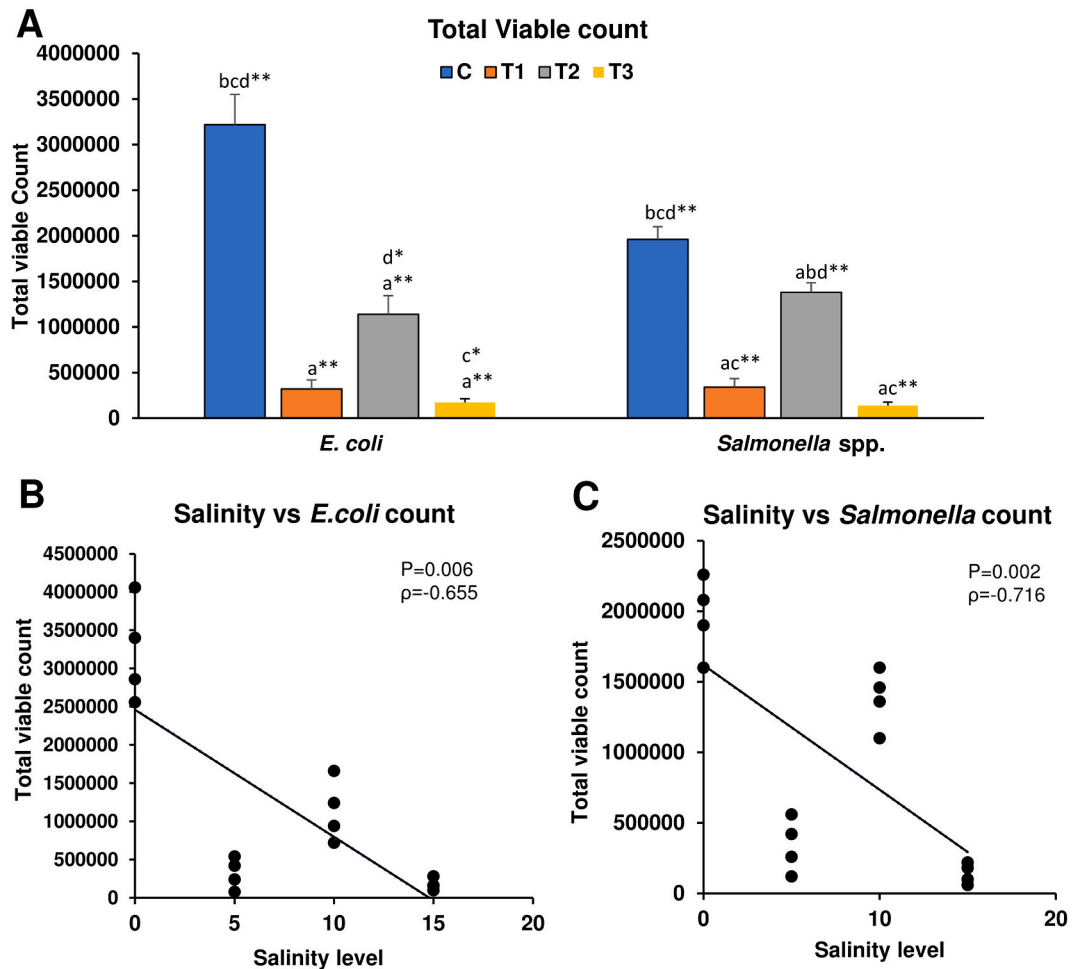 A
Total Viable count
C T1 T2 T3
Total viable Count
4000000
3500000
3000000
2500000
2000000
1500000
1000000
500000
0
bcd**
a**
d*
a**
c*
a**
bcd**
ac**
abd**
ac**
E. coli
Salmonella spp.
B
Salinity vs E.coli count
P=0.006
ρ=-0.655
Total viable count
4500000
4000000
3500000
3000000
2500000
2000000
1500000
1000000
500000
0
0 5 10 15 20
Salinity level
C
Salinity vs Salmonella count
P=0.002
ρ=-0.716
Total viable count
2500000
2000000
1500000
1000000
500000
0
0 10 20
Salinity level